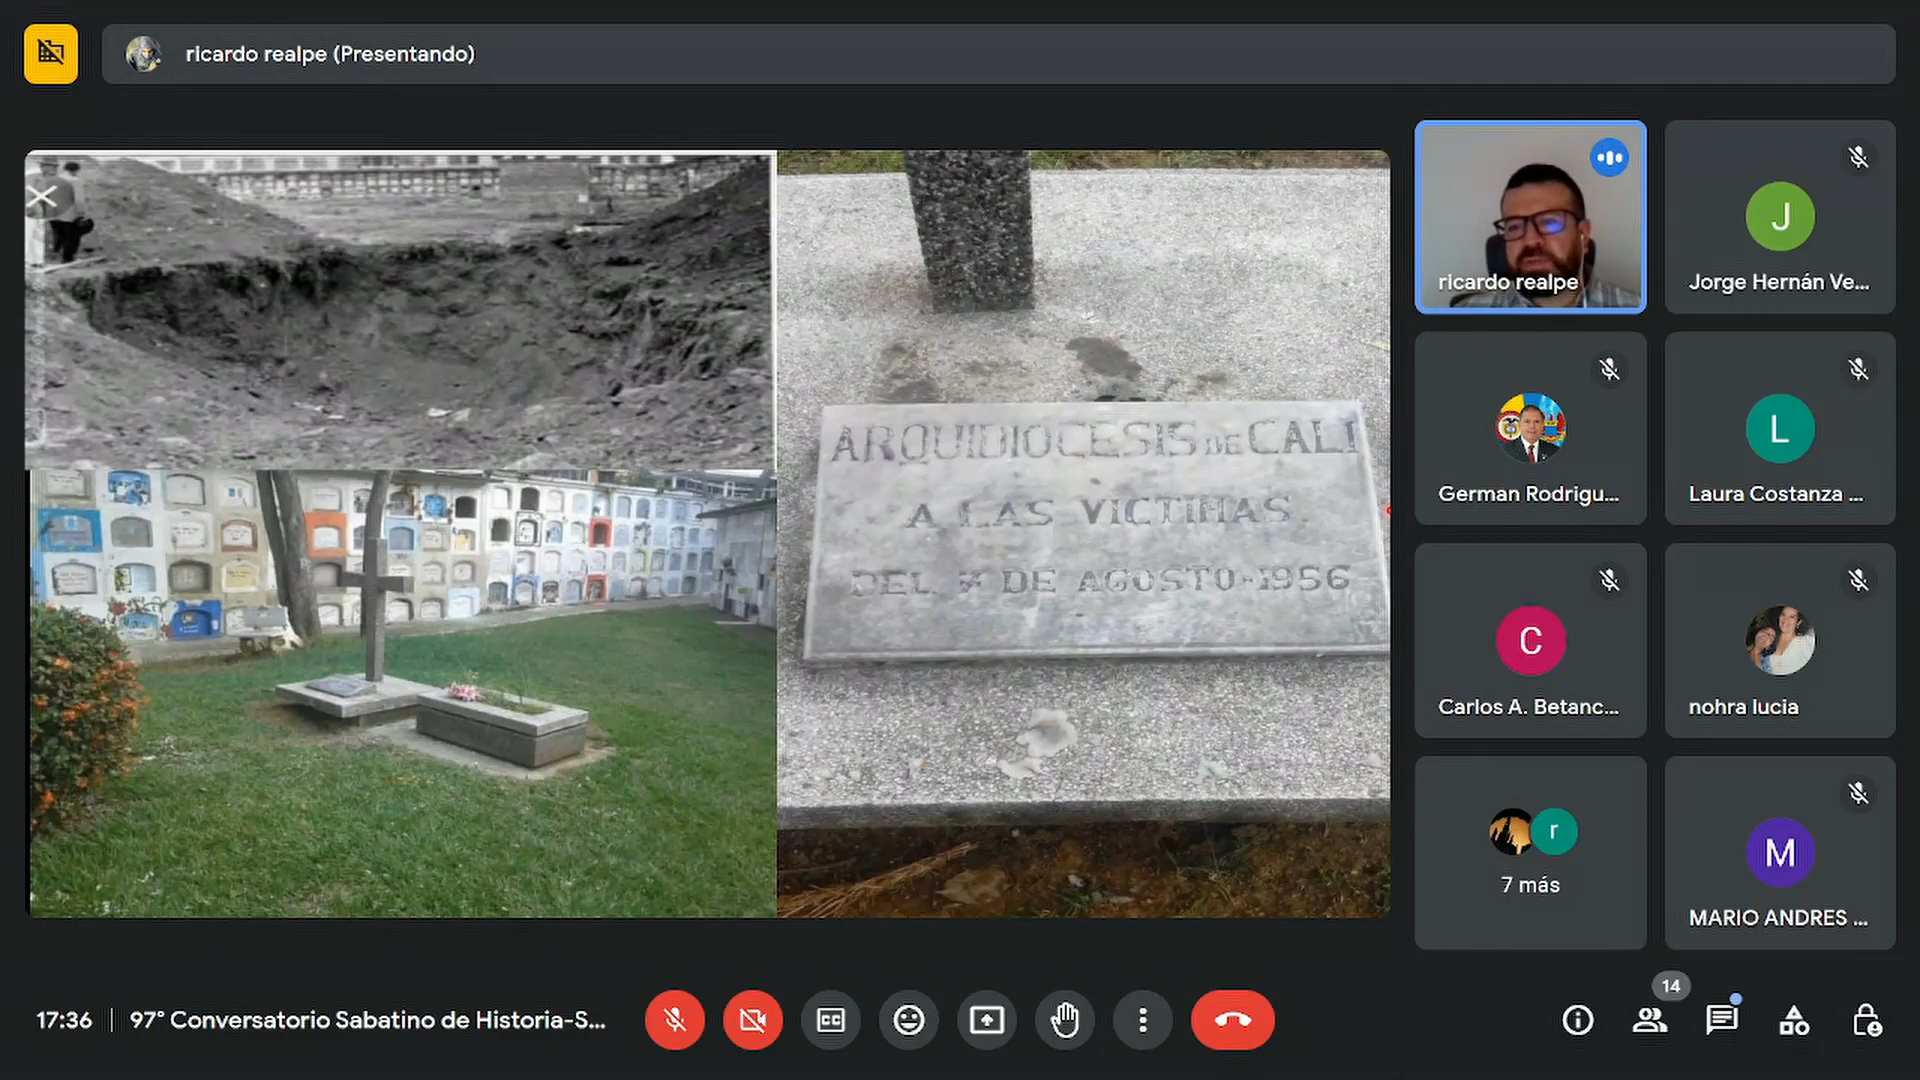 ricardo realpe (Presentando)
ARQUIDIOCESIS DE CALI
A LAS VICTIMAS
DEL 7 DE AGOSTO-1956
ricardo realpe
J
Jorge Hernán Ve...
German Rodrigu...
L
Laura Costanza ...
C
Carlos A. Betanc...
nohra lucia
r
7 más
M
MARIO ANDRES ...
17:36
97° Conversatorio Sabatino de Historia-S...
CC
14